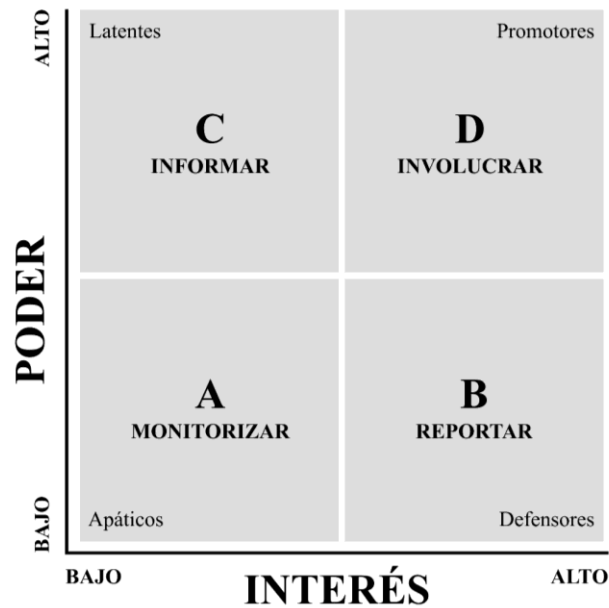 ALTO
Latentes
Promotores
C
INFORMAR
D
INVOLUCRAR
PODER
A
MONITORIZAR
B
REPORTAR
BAJO
Apáticos
Defensores
BAJO
INTERÉS
ALTO